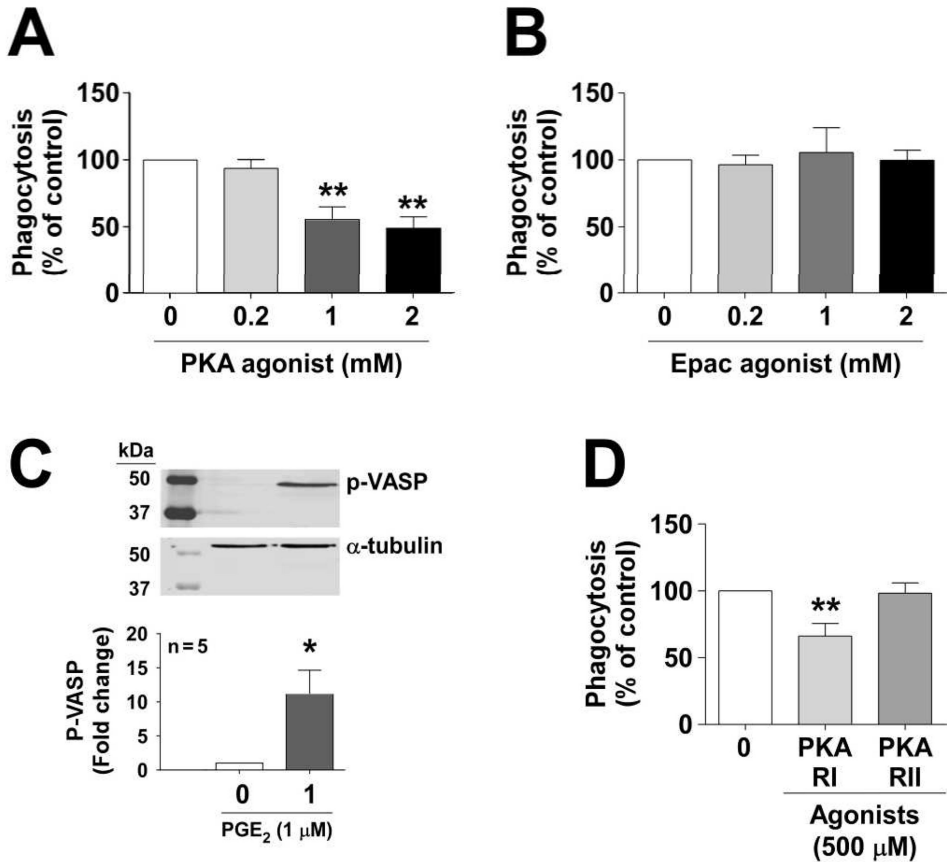 A
Phagocytosis
(% of control)
150
100
50
0
**
**
0 0.2 1 2
PKA agonist (mM)
B
Phagocytosis
(% of control)
150
100
50
0
0 0.2 1 2
Epac agonist (mM)
C
kDa
50
37
p-VASP
50
37
α-tubulin
P-VASP
(Fold change)
20
15
10
5
0
n = 5
*
0 1
PGE₂ (1 μM)
D
Phagocytosis
(% of control)
150
100
50
0
**
0 PKA PKA
RI RII
Agonists
(500 μM)